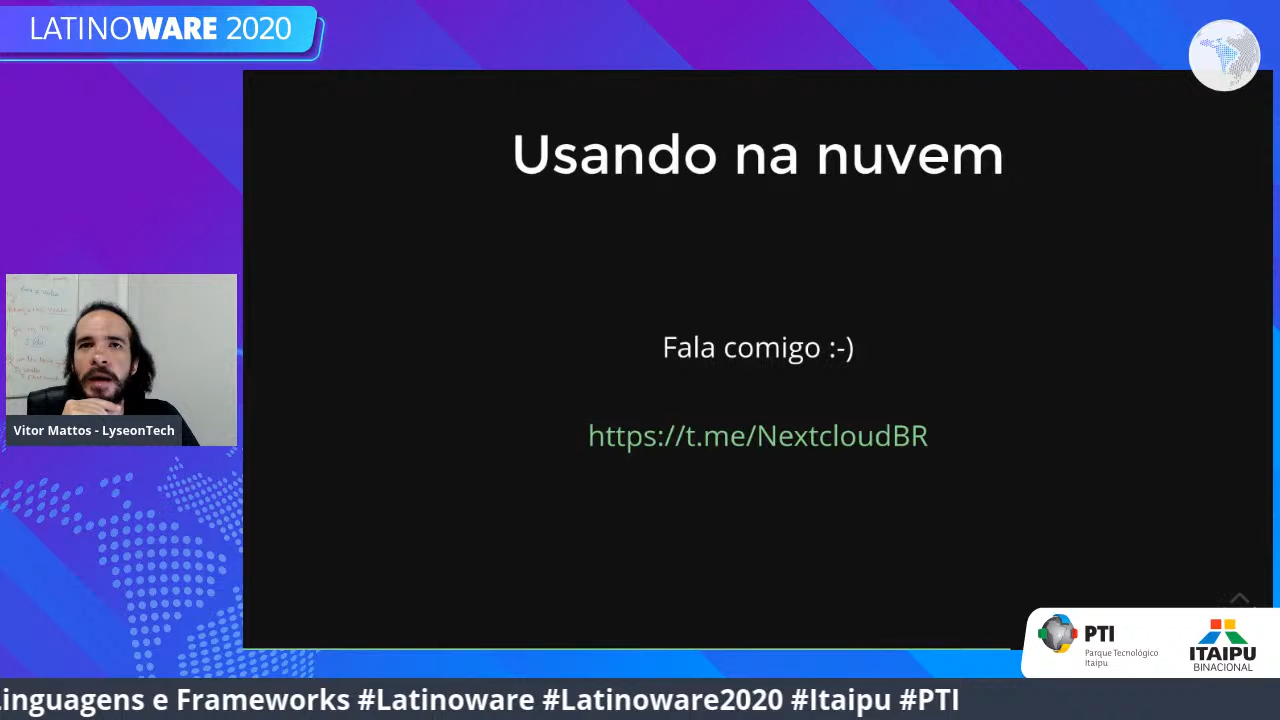 LATINOWARE 2020
Usando na nuvem
Fala comigo :-)
https://t.me/NextcloudBR
Vitor Mattos - LyseonTech
PTI
Parque Tecnológico
Itaipu
ITAIPU
BINACIONAL
Linguagens e Frameworks #Latinoware #Latinoware2020 #Itaipu #PTI